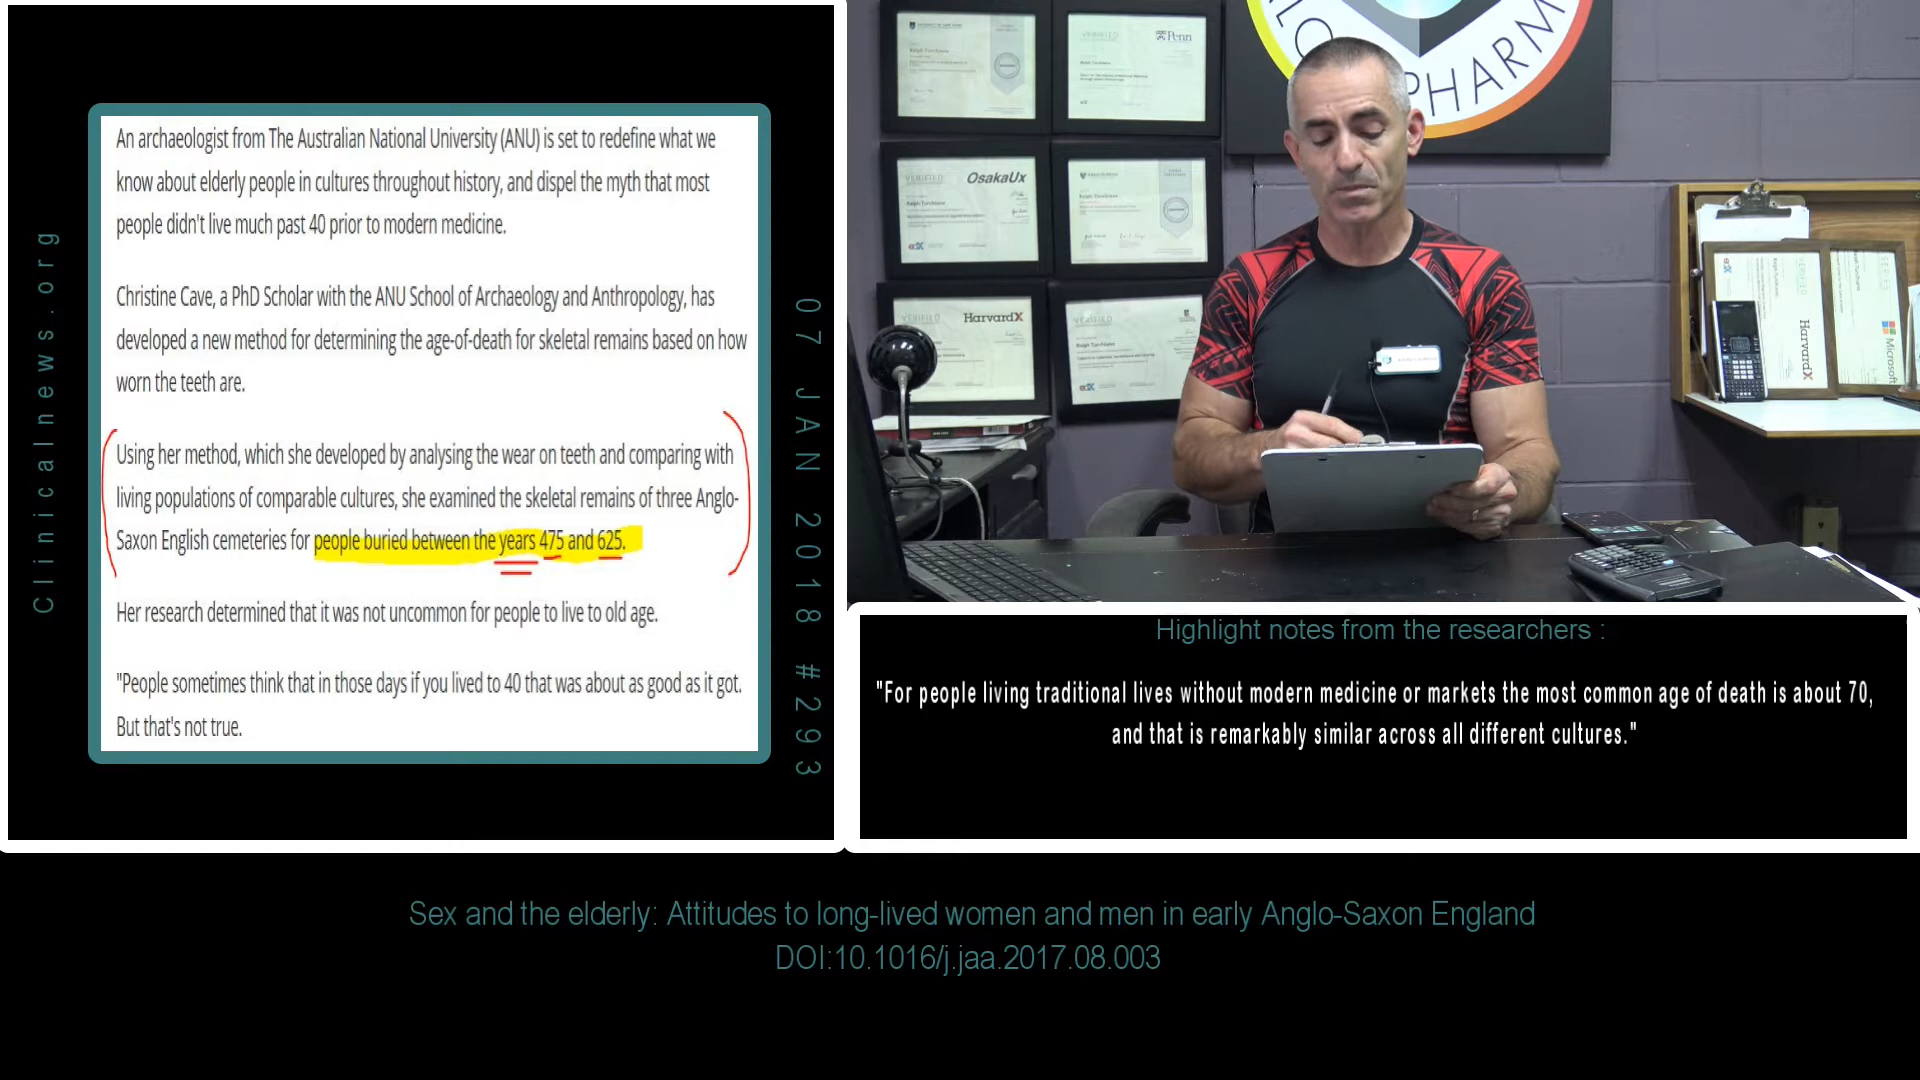 Clinicalnews.org
An archaeologist from The Australian National University (ANU) is set to redefine what we
know about elderly people in cultures throughout history, and dispel the myth that most
people didn't live much past 40 prior to modern medicine.
Christine Cave, a PhD Scholar with the ANU School of Archaeology and Anthropology, has
developed a new method for determining the age-of-death for skeletal remains based on how
worn the teeth are.
Using her method, which she developed by analysing the wear on teeth and comparing with
living populations of comparable cultures, she examined the skeletal remains of three Anglo-
Saxon English cemeteries for people buried between the years 475 and 625.
Her research determined that it was not uncommon for people to live to old age.
"People sometimes think that in those days if you lived to 40 that was about as good as it got.
But that's not true.
07 JAN 2018 #293
VERIFIED
Penn
VERIFIED
OsakaUx
VERIFIED
HarvardX
VERIFIED
PHARM
HarvardX
Microsoft
Highlight notes from the researchers :
"For people living traditional lives without modern medicine or markets the most common age of death is about 70,
and that is remarkably similar across all different cultures."
Sex and the elderly: Attitudes to long-lived women and men in early Anglo-Saxon England
DOI:10.1016/j.jaa.2017.08.003